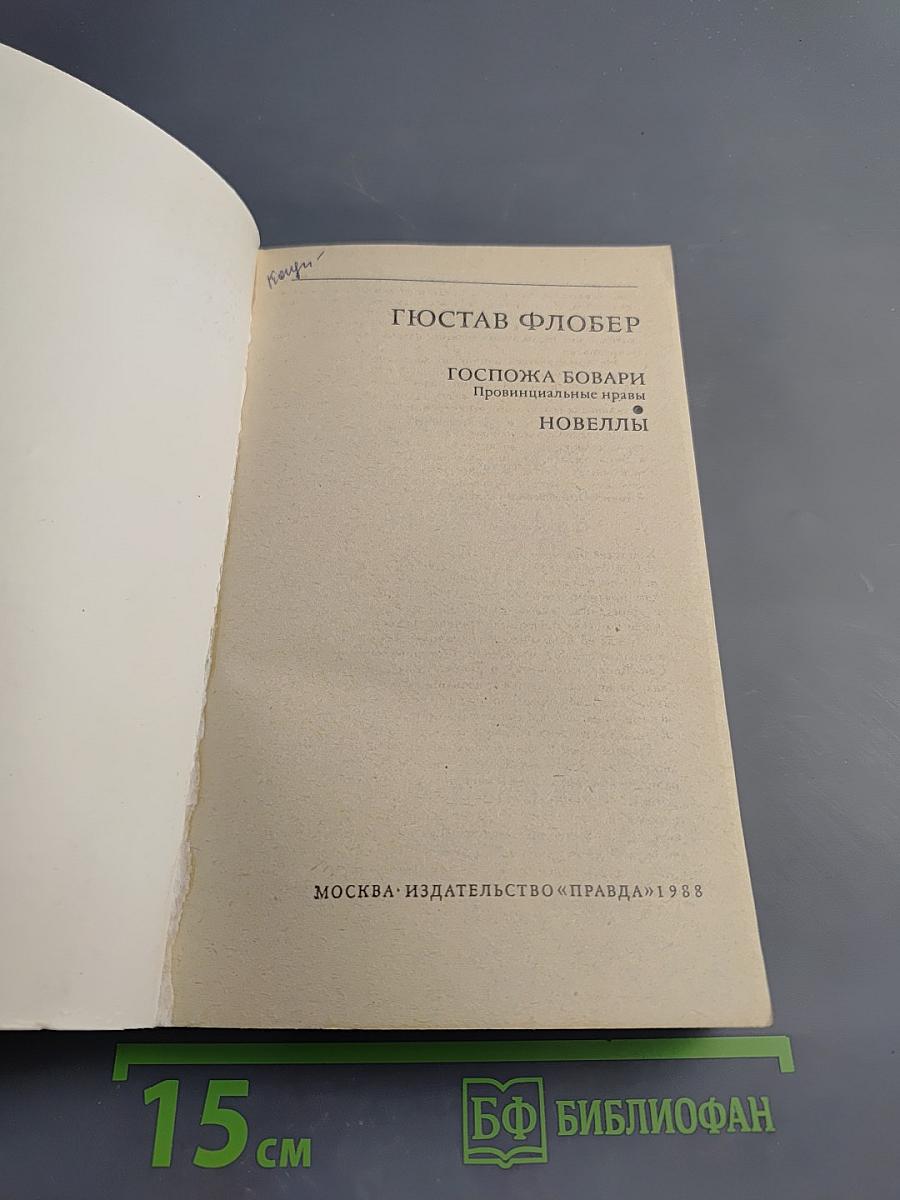 ГЮСТАВ ФЛОБЕР
ГОСПОЖА БОВАРИ
Провинциальные нравы
НОВЕЛЛЫ
МОСКВА·ИЗДАТЕЛЬСТВО «ПРАВДА» 1988
15 см
БФ БИБЛИОФАН